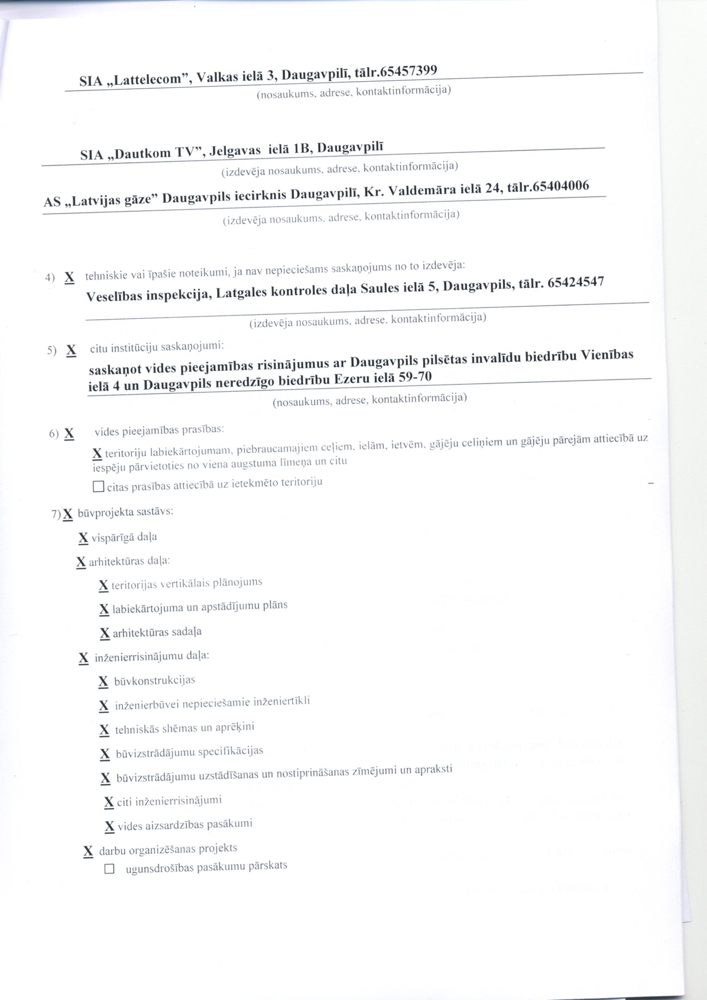 SIA „Lattelecom”, Valkas ielā 3, Daugavpilī, tālr.65457399
(nosaukums, adrese, kontaktinformācija)
SIA „Dautkom TV”, Jelgavas ielā 1B, Daugavpilī
(izdevēja nosaukums, adrese, kontaktinformācija)
AS „Latvijas gāze” Daugavpils iecirknis Daugavpilī, Kr. Valdemāra ielā 24, tālr.65404006
(izdevēja nosaukums, adrese, kontaktinformācija)
4) X tehniskie vai īpašie noteikumi, ja nav nepieciešams saskaņojums no to izdevēja:
Veselības inspekcija, Latgales kontroles daļa Saules ielā 5, Daugavpils, tālr. 65424547
(izdevēja nosaukums, adrese, kontaktinformācija)
5) X citu institūciju saskaņojumi:
saskaņot vides pieejamības risinājumus ar Daugavpils pilsētas invalīdu biedrību Vienības
ielā 4 un Daugavpils neredzīgo biedrību Ezeru ielā 59-70
(nosaukums, adrese, kontaktinformācija)
6) X vides pieejamības prasības:
X teritoriju labiekārtojumam, piebraucamajiem ceļiem, ielām, ietvēm, gājēju celiņiem un gājēju pārejām attiecībā uz
iespēju pārvietoties no viena augstuma līmeņa un citu
☐ citas prasības attiecībā uz ietekmēto teritoriju –
7) X būvprojekta sastāvs:
X vispārīgā daļa
X arhitektūras daļa:
X teritorijas vertikālais plānojums
X labiekārtojuma un apstādījumu plāns
X arhitektūras sadaļa
X inženierrisinājumu daļa:
X būvkonstrukcijas
X inženierbūvei nepieciešamie inženiertīkli
X tehniskās shēmas un aprēķini
X būvizstrādājumu specifikācijas
X būvizstrādājumu uzstādīšanas un nostiprināšanas zīmējumi un apraksti
X citi inženierrisinājumi
X vides aizsardzības pasākumi
X darbu organizēšanas projekts
☐ ugunsdrošības pasākumu pārskats